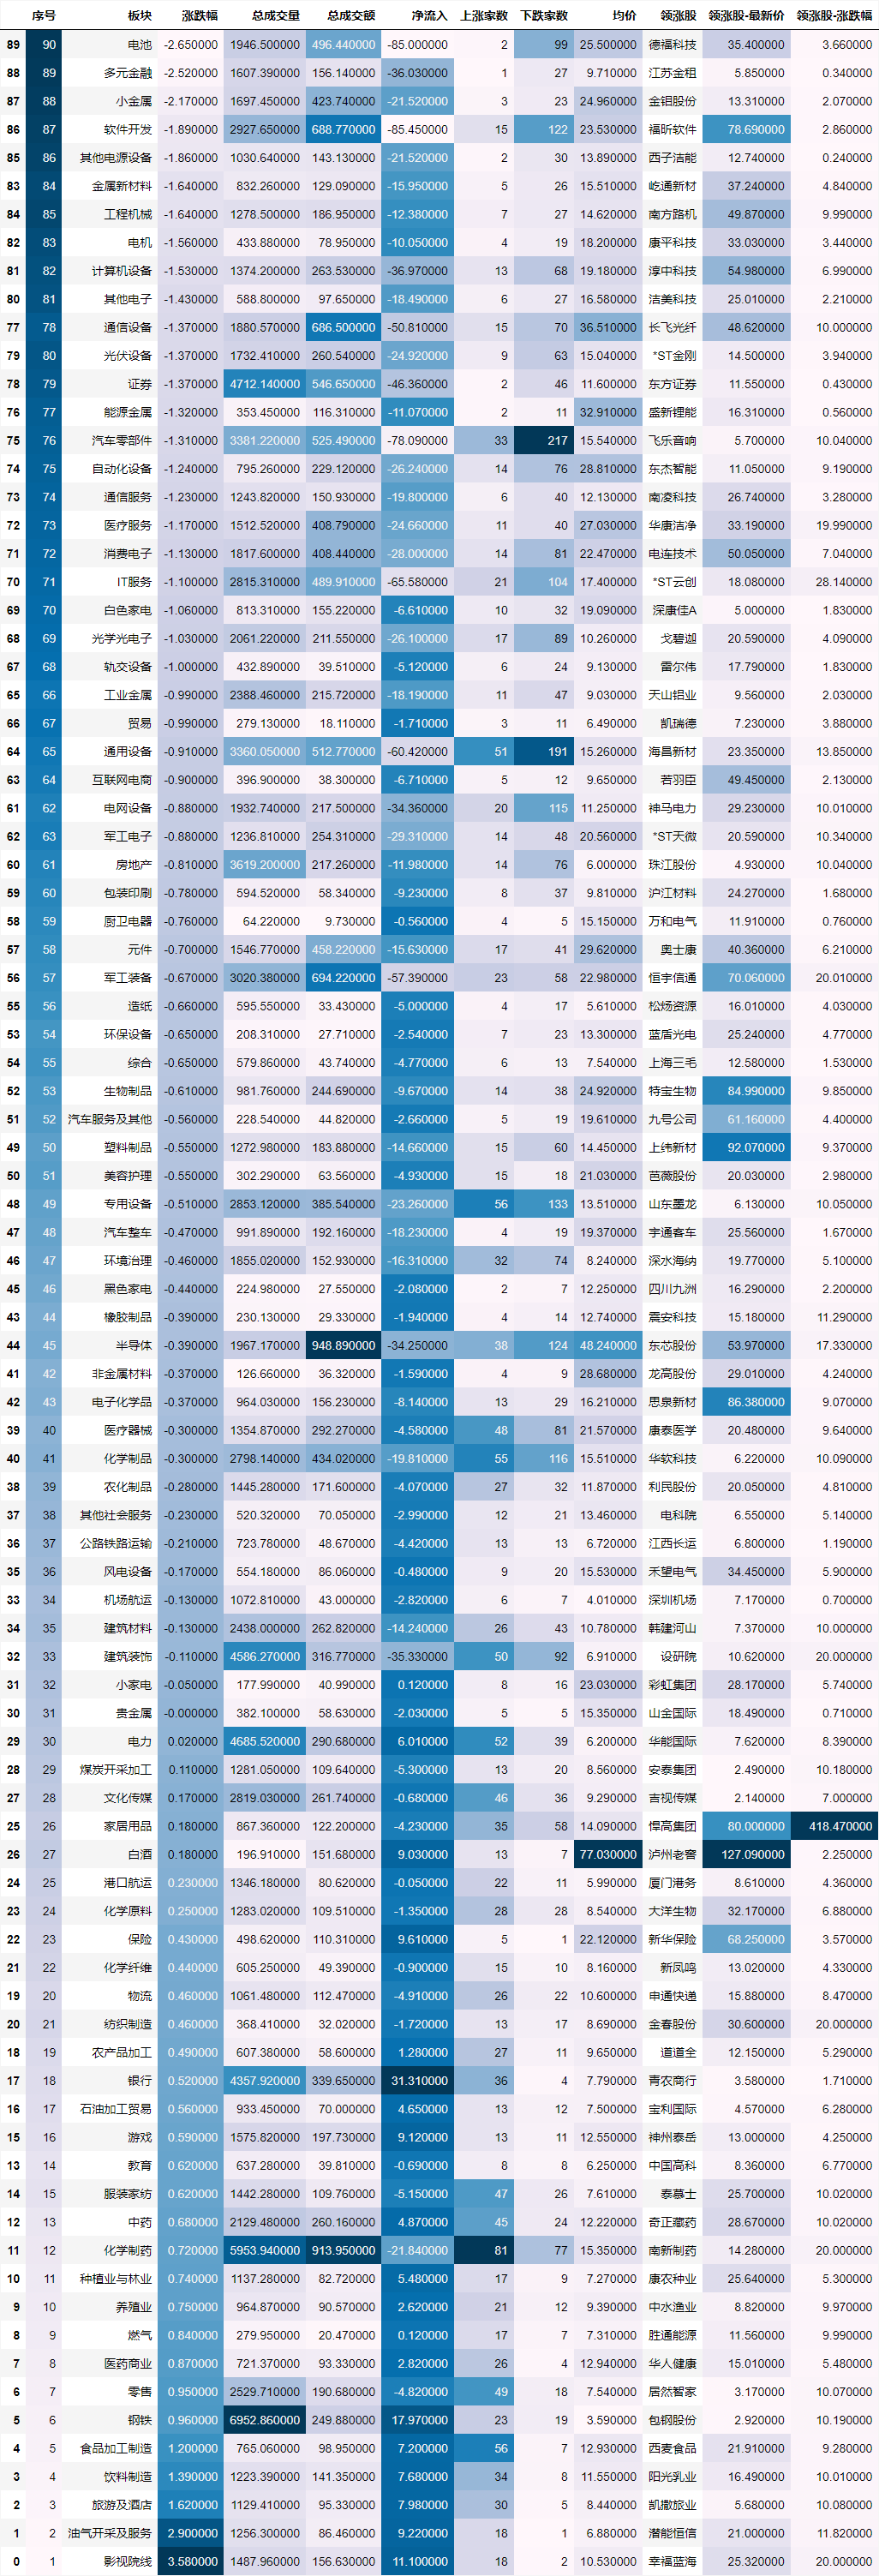 序号 板块 涨跌幅 总成交量 总成交额 净流入 上涨家数 下跌家数 均价 领涨股 领涨股-最新价 领涨股-涨跌幅
89 90 电池 -2.650000 1946.500000 496.440000 -85.000000 2 99 25.500000 德福科技 35.400000 3.660000
88 89 多元金融 -2.520000 1607.390000 156.140000 -36.030000 1 27 9.710000 江苏金租 5.850000 0.340000
87 88 小金属 -2.170000 1697.450000 423.740000 -21.520000 3 23 24.960000 金钼股份 13.310000 2.070000
86 87 软件开发 -1.890000 2927.650000 688.770000 -85.450000 15 122 23.530000 福昕软件 78.690000 2.860000
85 86 其他电源设备 -1.860000 1030.640000 143.130000 -21.520000 2 30 13.890000 西子洁能 12.740000 0.240000
83 84 金属新材料 -1.640000 832.260000 129.090000 -15.950000 5 26 15.510000 屹通新材 37.240000 4.840000
84 85 工程机械 -1.640000 1278.500000 186.950000 -12.380000 7 27 14.620000 南方路机 49.870000 9.990000
82 83 电机 -1.560000 433.880000 78.950000 -10.050000 4 19 18.200000 康平科技 33.030000 3.440000
81 82 计算机设备 -1.530000 1374.200000 263.530000 -36.970000 13 68 19.180000 淳中科技 54.980000 6.990000
80 81 其他电子 -1.430000 588.800000 97.650000 -18.490000 6 27 16.580000 洁美科技 25.010000 2.210000
77 78 通信设备 -1.370000 1880.570000 686.500000 -50.810000 15 70 36.510000 长飞光纤 48.620000 10.000000
79 80 光伏设备 -1.370000 1732.410000 260.540000 -24.920000 9 63 15.040000 *ST金刚 14.500000 3.940000
78 79 证券 -1.370000 4712.140000 546.650000 -46.360000 2 46 11.600000 东方证券 11.550000 0.430000
76 77 能源金属 -1.320000 353.450000 116.310000 -11.070000 2 11 32.910000 盛新锂能 16.310000 0.560000
75 76 汽车零部件 -1.310000 3381.220000 525.490000 -78.090000 33 217 15.540000 飞乐音响 5.700000 10.040000
74 75 自动化设备 -1.240000 795.260000 229.120000 -26.240000 14 76 28.810000 东杰智能 11.050000 9.190000
73 74 通信服务 -1.230000 1243.820000 150.930000 -19.800000 6 40 12.130000 南凌科技 26.740000 3.280000
72 73 医疗服务 -1.170000 1512.520000 408.790000 -24.660000 11 40 27.030000 华康洁净 33.190000 19.990000
71 72 消费电子 -1.130000 1817.600000 408.440000 -28.000000 14 81 22.470000 电连技术 50.050000 7.040000
70 71 IT服务 -1.100000 2815.310000 489.910000 -65.580000 21 104 17.400000 *ST云创 18.080000 28.140000
69 70 白色家电 -1.060000 813.310000 155.220000 -6.610000 10 32 19.090000 深康佳A 5.000000 1.830000
68 69 光学光电子 -1.030000 2061.220000 211.550000 -26.100000 17 89 10.260000 戈碧迦 20.590000 4.090000
67 68 轨交设备 -1.000000 432.890000 39.510000 -5.120000 6 24 9.130000 雷尔伟 17.790000 1.830000
65 66 工业金属 -0.990000 2388.460000 215.720000 -18.190000 11 47 9.030000 天山铝业 9.560000 2.030000
66 67 贸易 -0.990000 279.130000 18.110000 -1.710000 3 11 6.490000 凯瑞德 7.230000 3.880000
64 65 通用设备 -0.910000 3360.050000 512.770000 -60.420000 51 191 15.260000 海昌新材 23.350000 13.850000
63 64 互联网电商 -0.900000 396.900000 38.300000 -6.710000 5 12 9.650000 若羽臣 49.450000 2.130000
61 62 电网设备 -0.880000 1932.740000 217.500000 -34.360000 20 115 11.250000 神马电力 29.230000 10.010000
62 63 军工电子 -0.880000 1236.810000 254.310000 -29.310000 14 48 20.560000 *ST天微 20.590000 10.340000
60 61 房地产 -0.810000 3619.200000 217.260000 -11.980000 14 76 6.000000 珠江股份 4.930000 10.040000
59 60 包装印刷 -0.780000 594.520000 58.340000 -9.230000 8 37 9.810000 沪江材料 24.270000 1.680000
58 59 厨卫电器 -0.760000 64.220000 9.730000 -0.560000 4 5 15.150000 万和电气 11.910000 0.760000
57 58 元件 -0.700000 1546.770000 458.220000 -15.630000 17 41 29.620000 奥士康 40.360000 6.210000
56 57 军工装备 -0.670000 3020.380000 694.220000 -57.390000 23 58 22.980000 恒宇信通 70.060000 20.010000
55 56 造纸 -0.660000 595.550000 33.430000 -5.000000 4 17 5.610000 松炀资源 16.010000 4.030000
53 54 环保设备 -0.650000 208.310000 27.710000 -2.540000 7 23 13.300000 蓝盾光电 25.240000 4.770000
54 55 综合 -0.650000 579.860000 43.740000 -4.770000 6 13 7.540000 上海三毛 12.580000 1.530000
52 53 生物制品 -0.610000 981.760000 244.690000 -9.670000 14 38 24.920000 特宝生物 84.990000 9.850000
51 52 汽车服务及其他 -0.560000 228.540000 44.820000 -2.660000 5 19 19.610000 九号公司 61.160000 4.400000
49 50 塑料制品 -0.550000 1272.980000 183.880000 -14.660000 15 60 14.450000 上纬新材 92.070000 9.370000
50 51 美容护理 -0.550000 302.290000 63.560000 -4.930000 15 18 21.030000 芭薇股份 20.030000 2.980000
48 49 专用设备 -0.510000 2853.120000 385.540000 -23.260000 56 133 13.510000 山东墨龙 6.130000 10.050000
47 48 汽车整车 -0.470000 991.890000 192.160000 -18.230000 4 19 19.370000 宇通客车 25.560000 1.670000
46 47 环境治理 -0.460000 1855.020000 152.930000 -16.310000 32 74 8.240000 深水海纳 19.770000 5.100000
45 46 黑色家电 -0.440000 224.980000 27.550000 -2.080000 2 7 12.250000 四川九洲 16.290000 2.200000
43 44 橡胶制品 -0.390000 230.130000 29.330000 -1.940000 4 14 12.740000 震安科技 15.180000 11.290000
44 45 半导体 -0.390000 1967.170000 948.890000 -34.250000 38 124 48.240000 东芯股份 53.970000 17.330000
41 42 非金属材料 -0.370000 126.660000 36.320000 -1.590000 4 9 28.680000 龙高股份 29.010000 4.240000
42 43 电子化学品 -0.370000 964.030000 156.230000 -8.140000 13 29 16.210000 思泉新材 86.380000 9.070000
39 40 医疗器械 -0.300000 1354.870000 292.270000 -4.580000 48 81 21.570000 康泰医学 20.480000 9.640000
40 41 化学制品 -0.300000 2798.140000 434.020000 -19.810000 55 116 15.510000 华软科技 6.220000 10.090000
38 39 农化制品 -0.280000 1445.280000 171.600000 -4.070000 27 32 11.870000 利民股份 20.050000 4.810000
37 38 其他社会服务 -0.230000 520.320000 70.050000 -2.990000 12 21 13.460000 电科院 6.550000 5.140000
36 37 公路铁路运输 -0.210000 723.780000 48.670000 -4.420000 13 13 6.720000 江西长运 6.800000 1.190000
35 36 风电设备 -0.170000 554.180000 86.060000 -0.480000 9 20 15.530000 禾望电气 34.450000 5.900000
33 34 机场航运 -0.130000 1072.810000 43.000000 -2.820000 6 7 4.010000 深圳机场 7.170000 0.700000
34 35 建筑材料 -0.130000 2438.000000 262.820000 -14.240000 26 43 10.780000 韩建河山 7.370000 10.000000
32 33 建筑装饰 -0.110000 4586.270000 316.770000 -35.330000 50 92 6.910000 设研院 10.620000 20.000000
31 32 小家电 -0.050000 177.990000 40.990000 0.120000 8 16 23.030000 彩虹集团 28.170000 5.740000
30 31 贵金属 -0.000000 382.100000 58.630000 -2.030000 5 5 15.350000 山金国际 18.490000 0.710000
29 30 电力 0.020000 4685.520000 290.680000 6.010000 52 39 6.200000 华能国际 7.620000 8.390000
28 29 煤炭开采加工 0.110000 1281.050000 109.640000 -5.300000 13 20 8.560000 安泰集团 2.490000 10.180000
27 28 文化传媒 0.170000 2819.030000 261.740000 -0.680000 46 36 9.290000 吉视传媒 2.140000 7.000000
25 26 家居用品 0.180000 867.360000 122.200000 -4.230000 35 58 14.090000 悍高集团 80.000000 418.470000
26 27 白酒 0.180000 196.910000 151.680000 9.030000 13 7 77.030000 泸州老窖 127.090000 2.250000
24 25 港口航运 0.230000 1346.180000 80.620000 -0.050000 22 11 5.990000 厦门港务 8.610000 4.360000
23 24 化学原料 0.250000 1283.020000 109.510000 -1.350000 28 28 8.540000 大洋生物 32.170000 6.880000
22 23 保险 0.430000 498.620000 110.310000 9.610000 5 1 22.120000 新华保险 68.250000 3.570000
21 22 化学纤维 0.440000 605.250000 49.390000 -0.900000 15 10 8.160000 新凤鸣 13.020000 4.330000
19 20 物流 0.460000 1061.480000 112.470000 -4.910000 26 22 10.600000 申通快递 15.880000 8.470000
20 21 纺织制造 0.460000 368.410000 32.020000 -1.720000 13 17 8.690000 金春股份 30.600000 20.000000
18 19 农产品加工 0.490000 607.380000 58.600000 1.280000 27 11 9.650000 道道全 12.150000 5.290000
17 18 银行 0.520000 4357.920000 339.650000 31.310000 36 4 7.790000 青农商行 3.580000 1.710000
16 17 石油加工贸易 0.560000 933.450000 70.000000 4.650000 13 12 7.500000 宝利国际 4.570000 6.280000
15 16 游戏 0.590000 1575.820000 197.730000 9.120000 13 11 12.550000 神州泰岳 13.000000 4.250000
13 14 教育 0.620000 637.280000 39.810000 -0.690000 8 8 6.250000 中国高科 8.360000 6.770000
14 15 服装家纺 0.620000 1442.280000 109.760000 -5.150000 47 26 7.610000 泰慕士 25.700000 10.020000
12 13 中药 0.680000 2129.480000 260.160000 4.870000 45 24 12.220000 奇正藏药 28.670000 10.020000
11 12 化学制药 0.720000 5953.940000 913.950000 -21.840000 81 77 15.350000 南新制药 14.280000 20.000000
10 11 种植业与林业 0.740000 1137.280000 82.720000 5.480000 17 9 7.270000 康农种业 25.640000 5.300000
9 10 养殖业 0.750000 964.870000 90.570000 2.620000 21 12 9.390000 中水渔业 8.820000 9.970000
8 9 燃气 0.840000 279.950000 20.470000 0.120000 17 7 7.310000 胜通能源 11.560000 9.990000
7 8 医药商业 0.870000 721.370000 93.330000 2.820000 26 4 12.940000 华人健康 15.010000 5.480000
6 7 零售 0.950000 2529.710000 190.680000 -4.820000 49 18 7.540000 居然智家 3.170000 10.070000
5 6 钢铁 0.960000 6952.860000 249.880000 17.970000 23 19 3.590000 包钢股份 2.920000 10.190000
4 5 食品加工制造 1.200000 765.060000 98.950000 7.200000 56 7 12.930000 西麦食品 21.910000 9.280000
3 4 饮料制造 1.390000 1223.390000 141.350000 7.680000 34 8 11.550000 阳光乳业 16.490000 10.010000
2 3 旅游及酒店 1.620000 1129.410000 95.330000 7.980000 30 5 8.440000 凯撒旅业 5.680000 10.080000
1 2 油气开采及服务 2.900000 1256.300000 86.460000 9.220000 18 1 6.880000 潜能恒信 21.000000 11.820000
0 1 影视院线 3.580000 1487.960000 156.630000 11.100000 18 2 10.530000 幸福蓝海 25.320000 20.000000